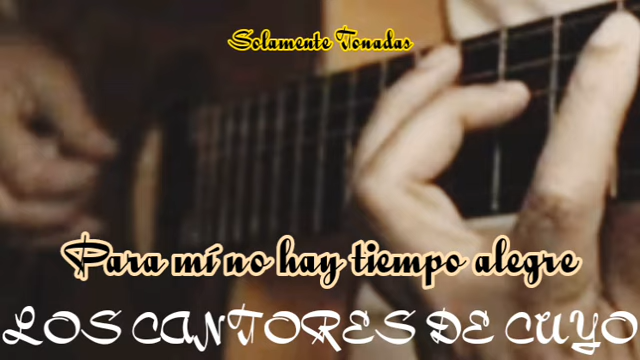 Solamente Tonadas
Para mí no hay tiempo alegre
LOS CANTORES DE CUYO